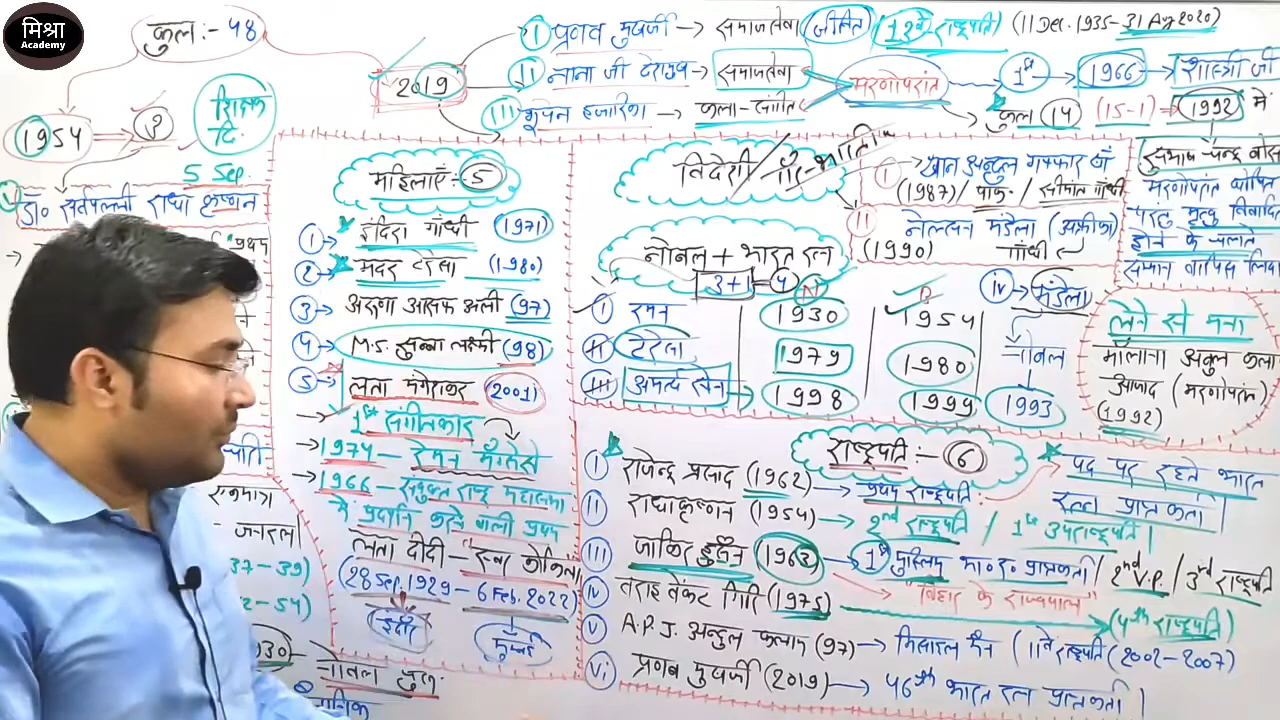 मिश्रा
Academy
कुल :- 48
1954
शिक्षक
दि.
5 Sep.
डॉ० सर्वपल्ली राधा कृष्णन
प्रथम
2019
I प्रणव मुखर्जी → समाजसेवा (जीवित) 13वें राष्ट्रपति (11 Dec. 1935- 31 Aug 2020)
II नाना जी देशमुख → समाजसेवा
III भूपेन हजारिका → कला-संगीत
मरणोपरांत
1st → 1966 → शास्त्री जी
कुल 14 (15-1) → 1992 में
सुभाष चन्द्र बोस
मरणोपरांत घोषित
परंतु मृत्यु विवादित
होने के चलते
सम्मान वापिस लिया
महिलाएँ :- 5
1 इंदिरा गाँधी (1971)
2 मदर टेरेसा (1980)
3 अरुणा आसफ अली (97)
4 M.S. सुब्बा लक्ष्मी (98)
5 लता मंगेशकर (2001)
→ 1st संगीतकार
→ 1974 - रेमन मैग्सेसे
→ 1966 - संयुक्त राष्ट्र महासभा
में प्रदर्शन करने वाली प्रथम
लता दीदी - स्वर कोकिला
(28 Sep. 1929 - 6 Feb. 2022)
इंदौर
मुम्बई
विदेशी / गैर-भारतीय
I खान अब्दुल गफ्फार खाँ
(1987) / पाक. / सीमांत गाँधी
II नेल्सन मंडेला (अफ्रीका)
(1990) गाँधी
नोबेल + भारत रत्न
3+1 = 4
N
I रमन 1930 1954
II टेरेसा 1979 1980
III अमर्त्य सेन 1998 1999
iv → मंडेला
नोबेल
1993
लेने से मना
मौलाना अबुल कला
आजाद (मरणोपरांत)
(1992)
राष्ट्रपति :- 6
I राजेन्द्र प्रसाद (1962) → प्रथम राष्ट्रपति
पद पर रहते भारत
रत्न प्राप्तकर्ता
II राधाकृष्णन (1954) → 2nd राष्ट्रपति / 1st उपराष्ट्रपति
III जाकिर हुसैन (1963) → 1st मुस्लिम भा० र० प्राप्तकर्ता / 2nd V.P. / 3rd राष्ट्रपति
"बिहार के राज्यपाल"
iv वराह वेंकट गिरि (1975) (4th राष्ट्रपति)
v A.P.J. अब्दुल कलाम (97) → मिसाइल मैन (11वें राष्ट्रपति (2002-2007)
vi प्रणब मुखर्जी (2019) → 46th भारत रत्न प्राप्तकर्ता
एकमात्र
जनरल
37-39)
2-54)